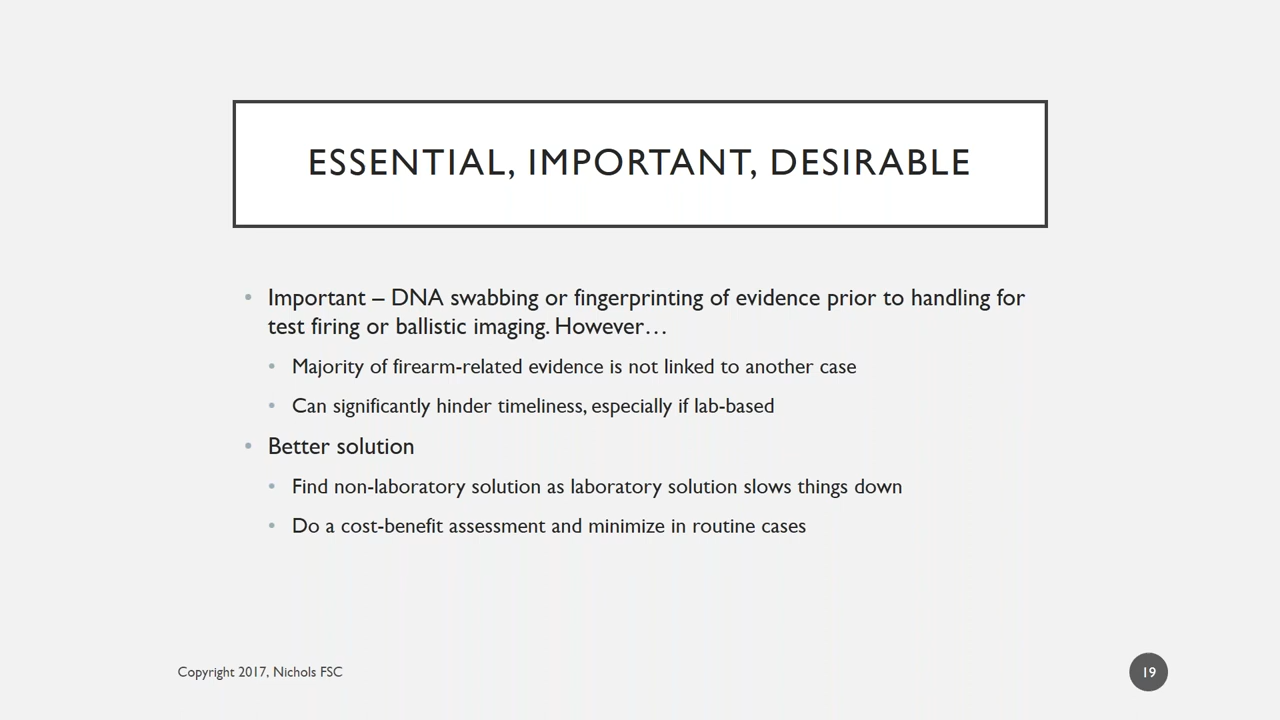 ESSENTIAL, IMPORTANT, DESIRABLE
• Important – DNA swabbing or fingerprinting of evidence prior to handling for
test firing or ballistic imaging. However…
• Majority of firearm-related evidence is not linked to another case
• Can significantly hinder timeliness, especially if lab-based
• Better solution
• Find non-laboratory solution as laboratory solution slows things down
• Do a cost-benefit assessment and minimize in routine cases
Copyright 2017, Nichols FSC
19